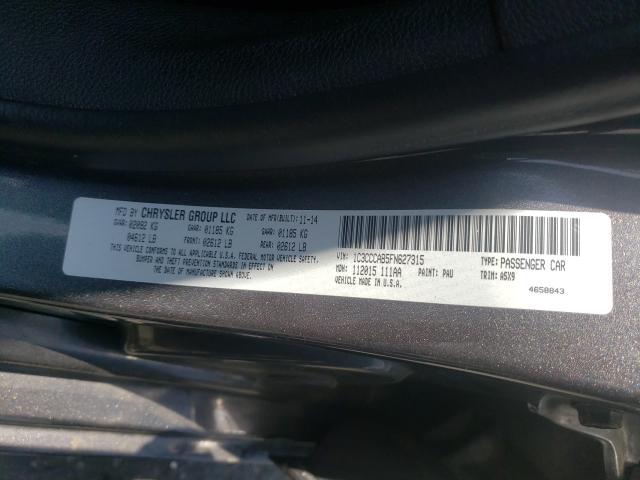 MFD BY CHRYSLER GROUP LLC DATE OF MFR(BUILT): 11-14
GVWR: 02092 KG GAWR: 01185 KG GAWR: 01185 KG
04612 LB FRONT: 02612 LB REAR: 02612 LB
THIS VEHICLE CONFORMS TO ALL APPLICABLE U.S.A. FEDERAL MOTOR VEHICLE SAFETY,
BUMPER AND THEFT PREVENTION STANDARDS IN EFFECT ON
THE DATE OF MANUFACTURE SHOWN ABOVE.
VIN: 1C3CCCAB5FN627315 TYPE: PASSENGER CAR
MDH: 112015 111AA PAINT: PAU TRIM: A5X9
VEHICLE MADE IN U.S.A. 4658843